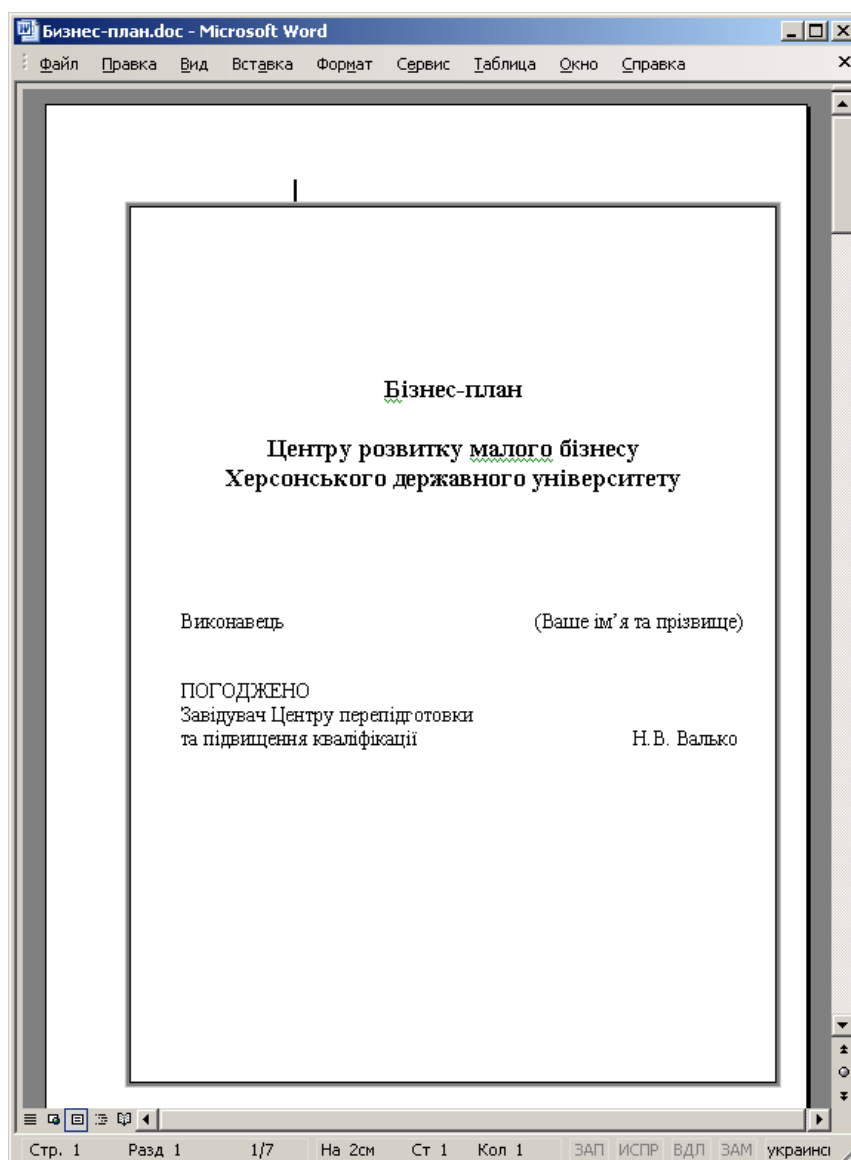 Бизнес-план.doc - Microsoft Word
Файл Правка Вид Вставка Формат Сервис Таблица Окно Справка
Бізнес-план
Центру розвитку малого бізнесу
Херсонського державного університету
Виконавець (Ваше ім’я та прізвище)
ПОГОДЖЕНО
Завідувач Центру перепідготовки
та підвищення кваліфікації Н.В. Валько
Стр. 1 Разд 1 1/7 На 2см Ст 1 Кол 1 ЗАП ИСПР ВДЛ ЗАМ украинс